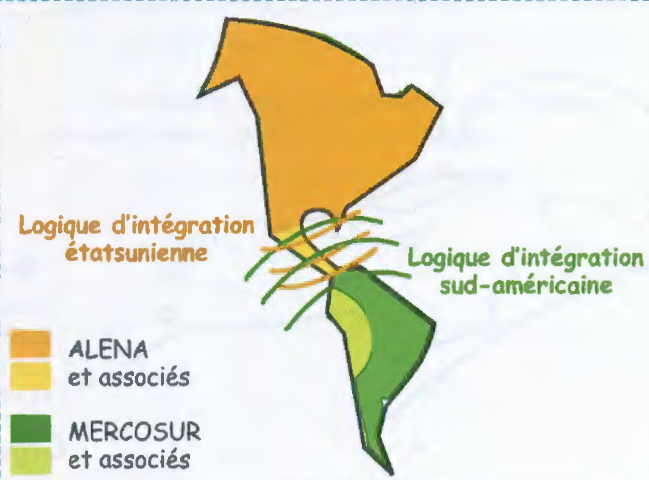 Logique d'intégration
étatsunienne
Logique d'intégration
sud-américaine
ALENA
et associés
MERCOSUR
et associés